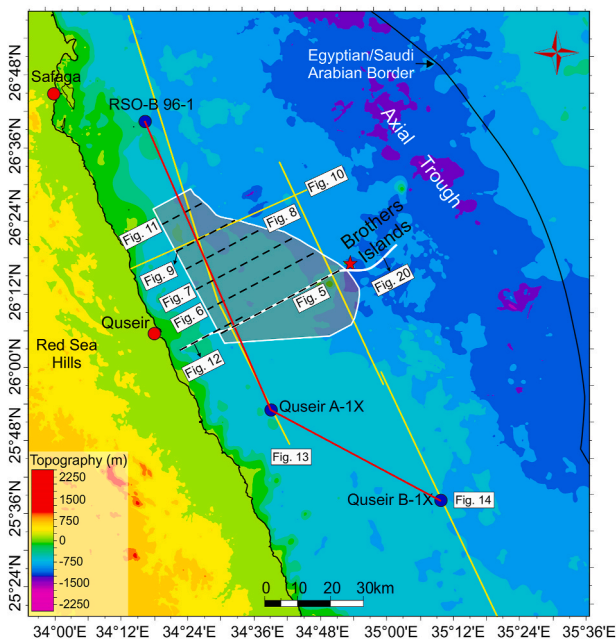 26°48'N
26°36'N
26°24'N
26°12'N
26°00'N
25°48'N
25°36'N
25°24'N
Egyptian/Saudi
Arabian Border
Safaga
RSO-B 96-1
Axial Trough
Fig. 10
Fig. 8
Fig. 11
Brothers
Islands
Fig. 9
Fig. 7
Fig. 5
Fig. 20
Fig. 6
Quseir
Red Sea
Hills
Fig. 12
Quseir A-1X
Fig. 13
Topography (m)
2250
750
0
-750
-1500
-2250
Quseir B-1X
Fig. 14
0 10 20 30km
34°00'E 34°12'E 34°24'E 34°36'E 34°48'E 35°00'E 35°12'E 35°24'E 35°36'E